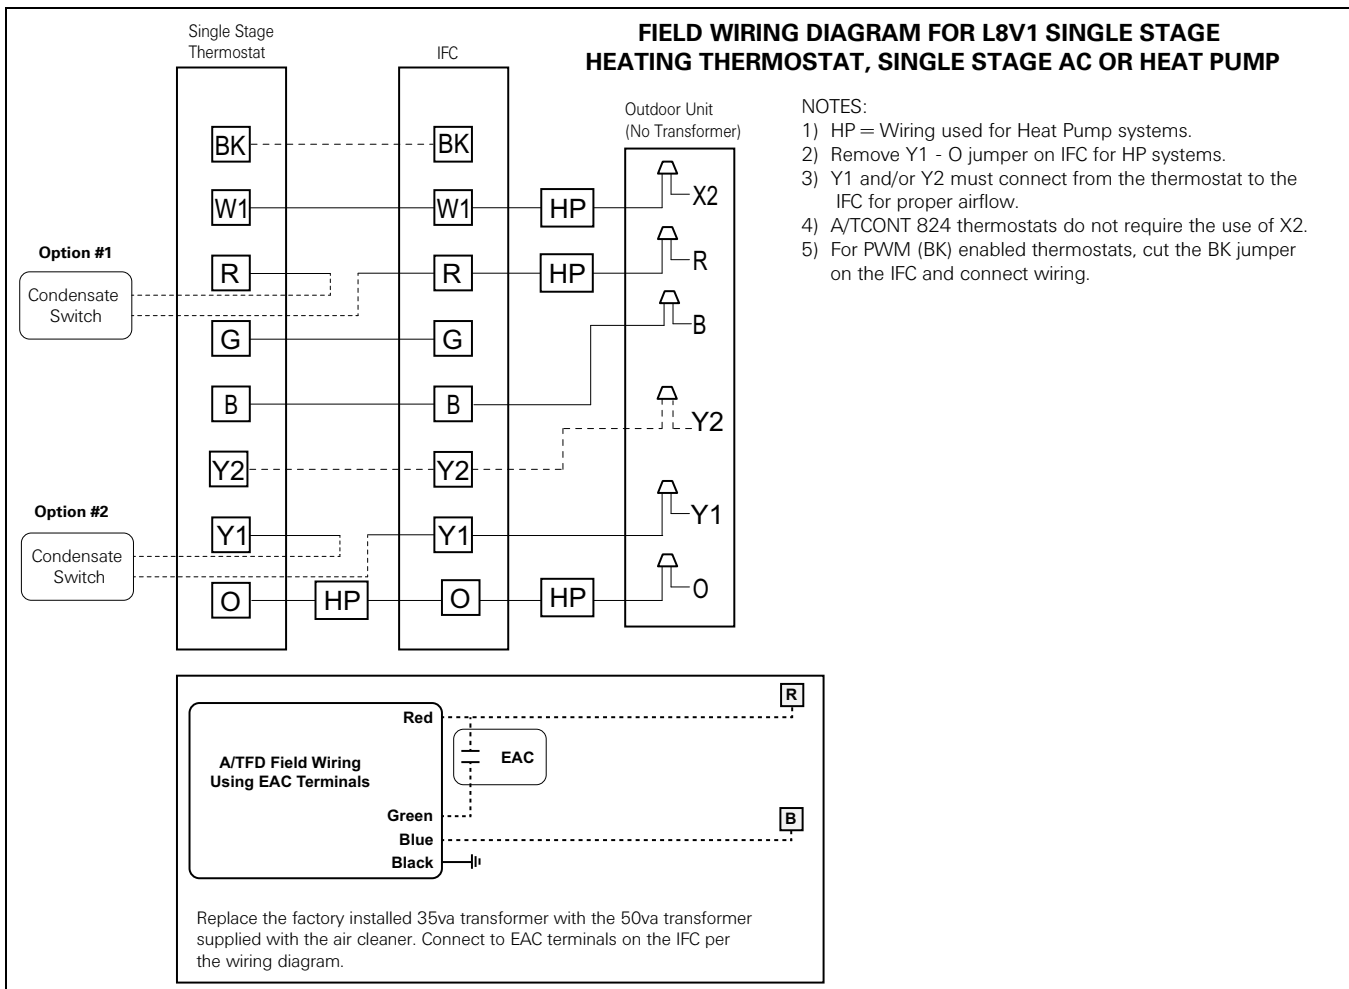 FIELD WIRING DIAGRAM FOR L8V1 SINGLE STAGE
HEATING THERMOSTAT, SINGLE STAGE AC OR HEAT PUMP
Single Stage
Thermostat
IFC
Outdoor Unit
(No Transformer)
NOTES:
1) HP = Wiring used for Heat Pump systems.
2) Remove Y1 - O jumper on IFC for HP systems.
3) Y1 and/or Y2 must connect from the thermostat to the
IFC for proper airflow.
4) A/TCONT 824 thermostats do not require the use of X2.
5) For PWM (BK) enabled thermostats, cut the BK jumper
on the IFC and connect wiring.
BK BK
W1 W1 HP X2
Option #1
Condensate
Switch
R R HP R
G G
B B B
Y2 Y2 Y2
Option #2
Condensate
Switch
Y1 Y1 Y1
O HP O HP O
A/TFD Field Wiring
Using EAC Terminals
Red
R
EAC
Green
Blue
B
Black
Replace the factory installed 35va transformer with the 50va transformer
supplied with the air cleaner. Connect to EAC terminals on the IFC per
the wiring diagram.